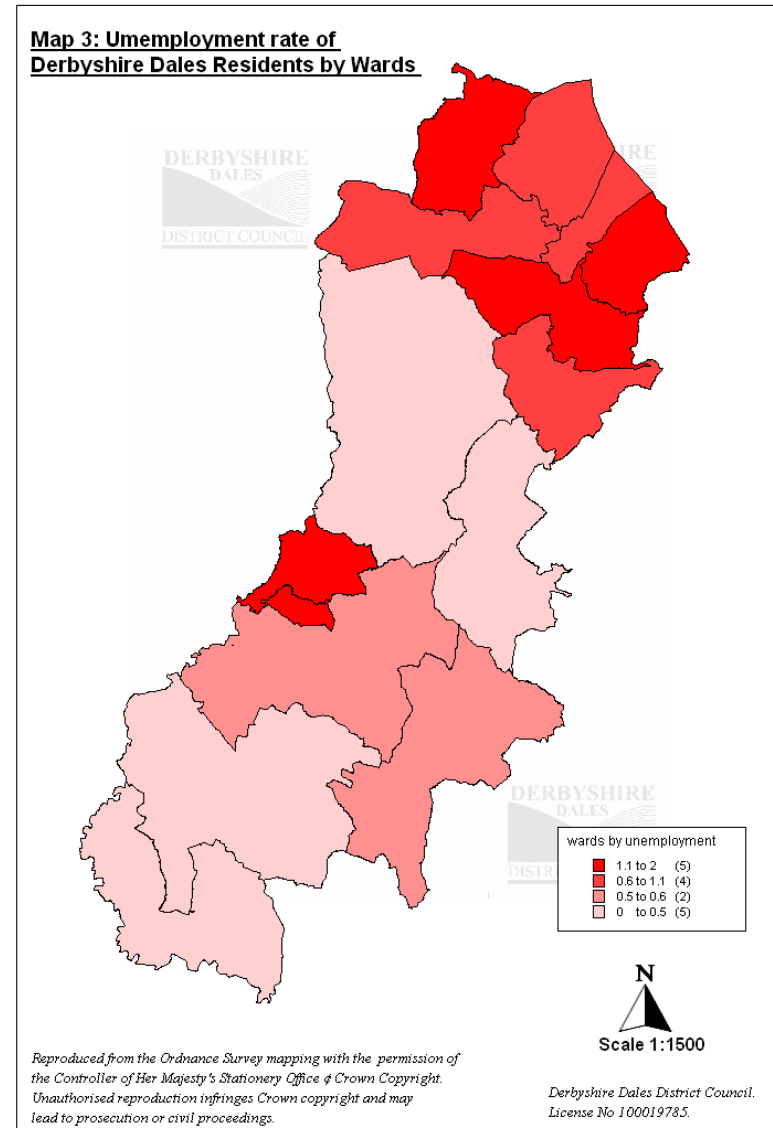 Map 3: Umemployment rate of
Derbyshire Dales Residents by Wards
DERBYSHIRE
DALES
DISTRICT COUNCIL
IRE
DERBYSHIRE
DALES
DISTRI
wards by unemployment
1.1 to 2 (5)
0.6 to 1.1 (4)
0.5 to 0.6 (2)
0 to 0.5 (5)
N
Scale 1:1500
Reproduced from the Ordnance Survey mapping with the permission of
the Controller of Her Majesty's Stationery Office ¢ Crown Copyright.
Unauthorised reproduction infringes Crown copyright and may
lead to prosecution or civil proceedings.
Derbyshire Dales District Council.
License No 100019785.